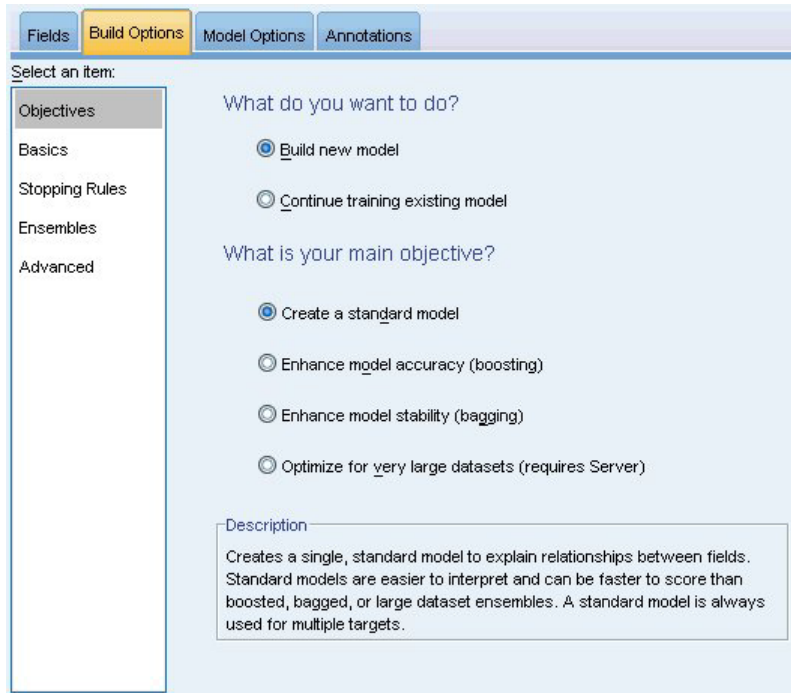 Fields Build Options Model Options Annotations
Select an item:
Objectives
Basics
Stopping Rules
Ensembles
Advanced
What do you want to do?
Build new model
Continue training existing model
What is your main objective?
Create a standard model
Enhance model accuracy (boosting)
Enhance model stability (bagging)
Optimize for very large datasets (requires Server)
Description
Creates a single, standard model to explain relationships between fields.
Standard models are easier to interpret and can be faster to score than
boosted, bagged, or large dataset ensembles. A standard model is always
used for multiple targets.